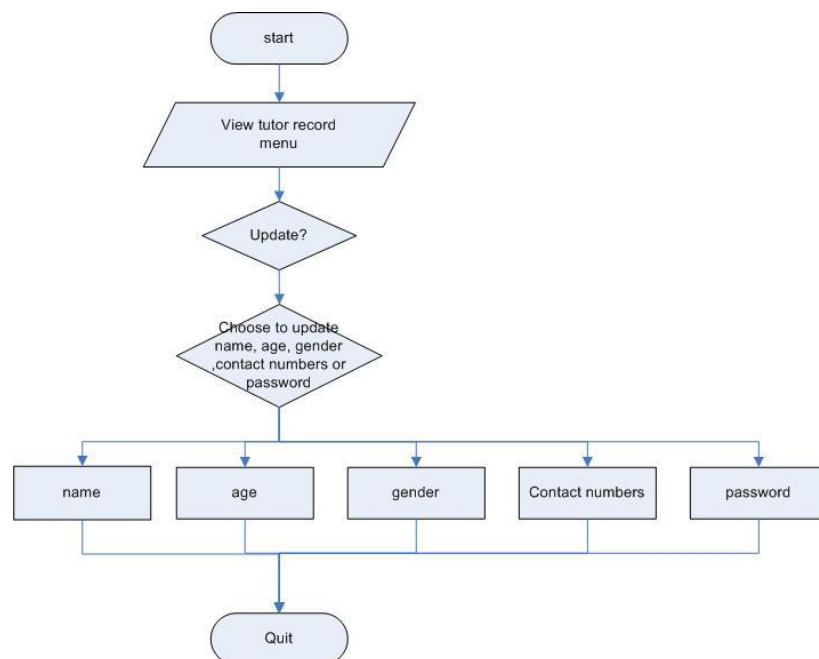 start
View tutor record
menu
Update?
Choose to update
name, age, gender
,contact numbers or
password
name
age
gender
Contact numbers
password
Quit